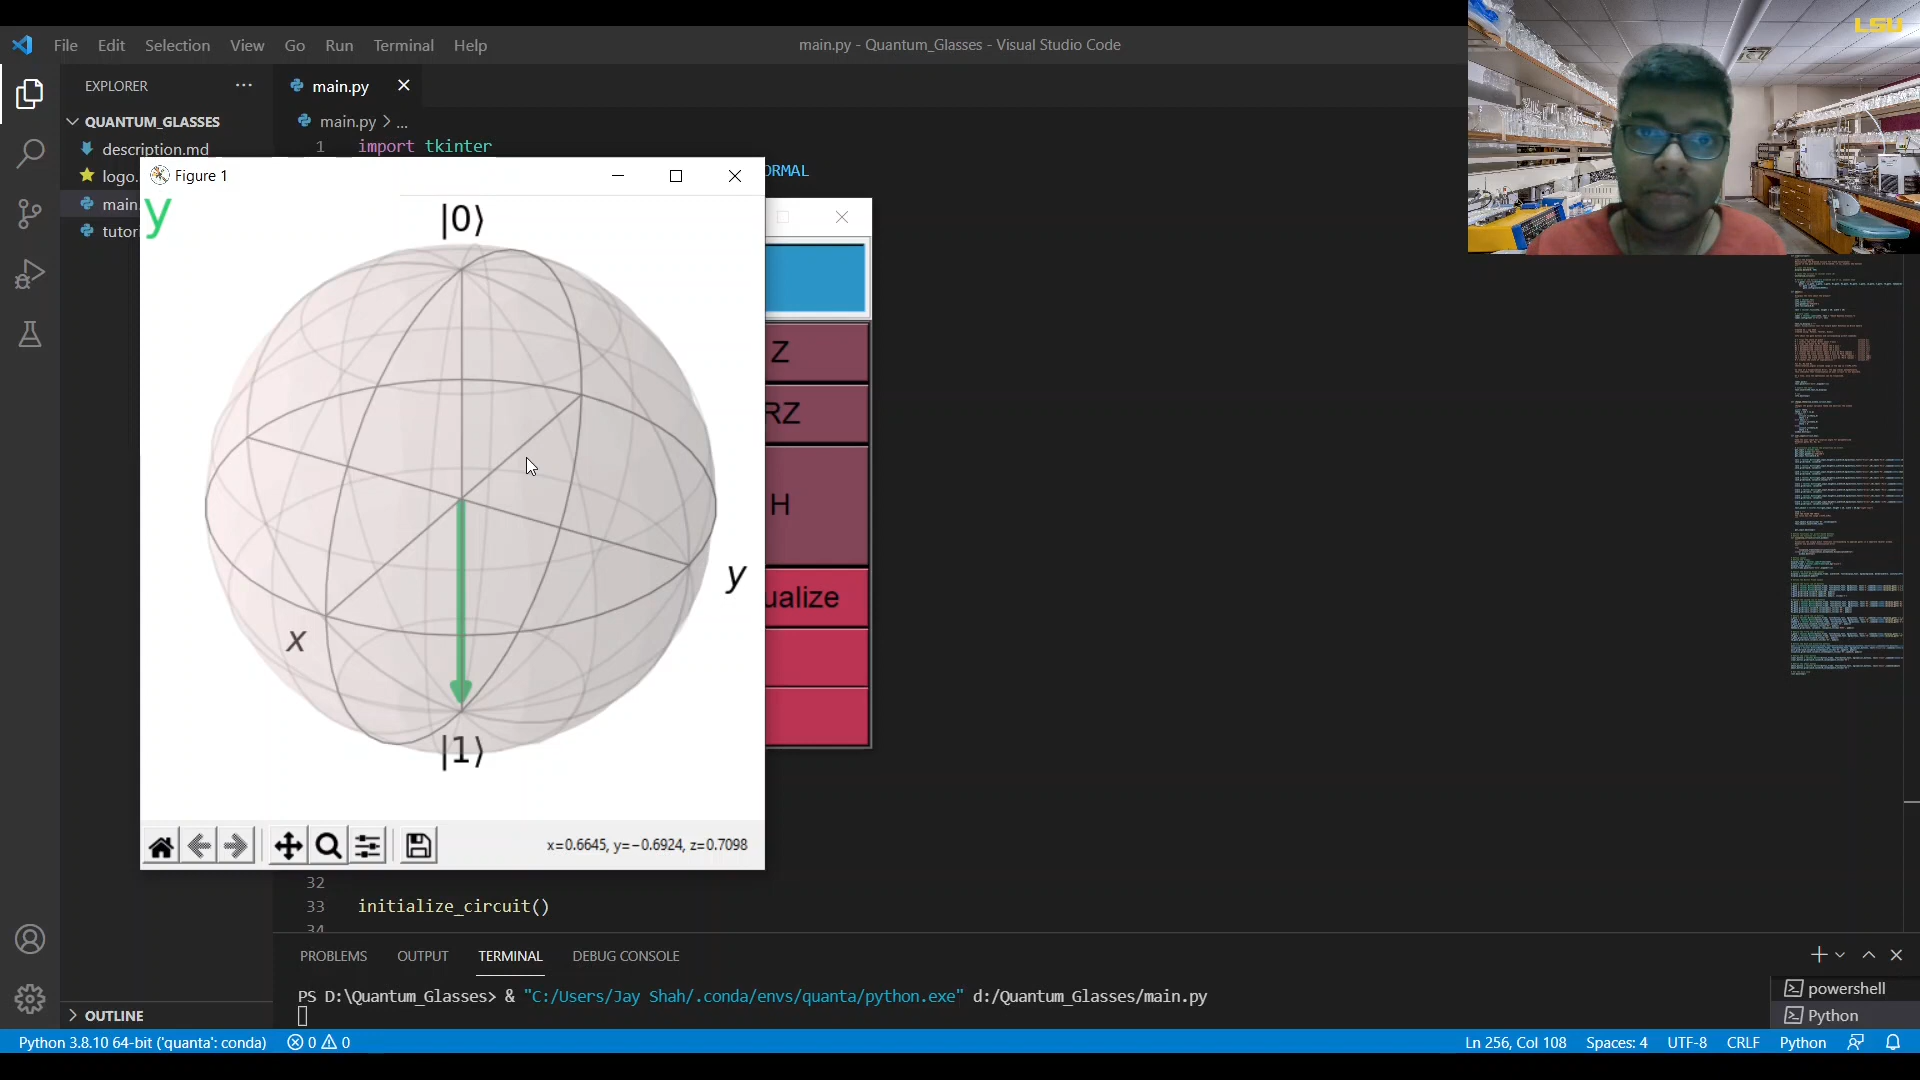 File Edit Selection View Go Run Terminal Help
main.py - Quantum_Glasses - Visual Studio Code
LSU
EXPLORER
main.py
QUANTUM_GLASSES
main.py > ...
description.md
1 import tkinter
logo.
ORMAL
main.
tutor
Figure 1
y
|0⟩
Z
RZ
H
y
ualize
x
|1⟩
x=0.6645, y=−0.6924, z=0.7098
32
33 initialize_circuit()
34
PROBLEMS OUTPUT TERMINAL DEBUG CONSOLE
PS D:\Quantum_Glasses> & "C:/Users/Jay Shah/.conda/envs/quanta/python.exe" d:/Quantum_Glasses/main.py
powershell
Python
OUTLINE
Python 3.8.10 64-bit ('quanta': conda) 0 0
Ln 256, Col 108 Spaces: 4 UTF-8 CRLF Python